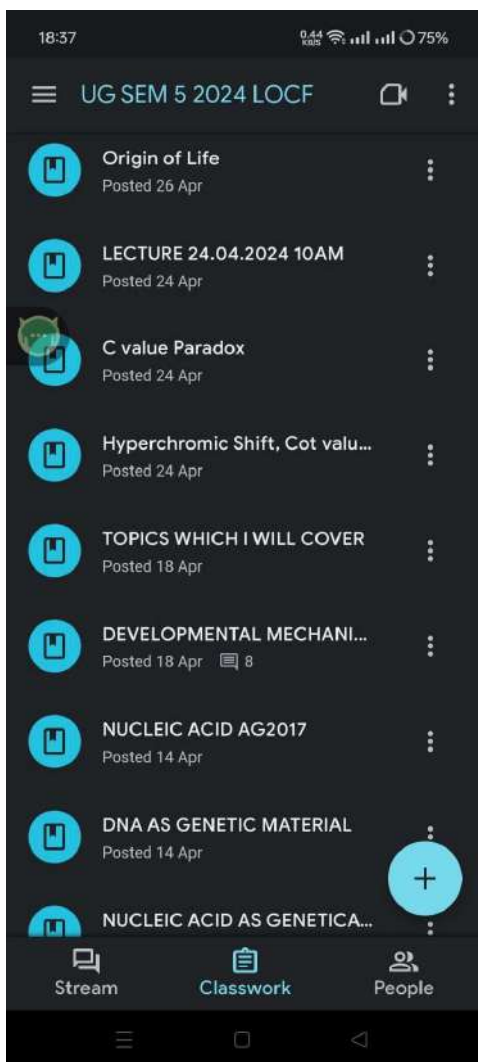 18:37
0.44 KB/S 75%
UG SEM 5 2024 LOCF
Origin of Life
Posted 26 Apr
LECTURE 24.04.2024 10AM
Posted 24 Apr
C value Paradox
Posted 24 Apr
Hyperchromic Shift, Cot valu...
Posted 24 Apr
TOPICS WHICH I WILL COVER
Posted 18 Apr
DEVELOPMENTAL MECHANI...
Posted 18 Apr 8
NUCLEIC ACID AG2017
Posted 14 Apr
DNA AS GENETIC MATERIAL
Posted 14 Apr
NUCLEIC ACID AS GENETICA...
Stream Classwork People